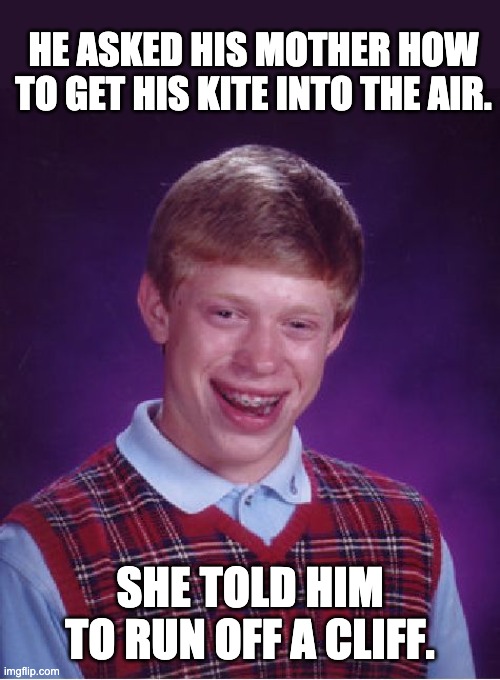 HE ASKED HIS MOTHER HOW
TO GET HIS KITE INTO THE AIR.
SHE TOLD HIM
TO RUN OFF A CLIFF.
imgflip.com